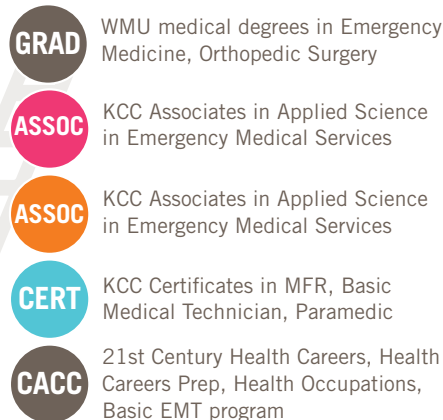 GRAD
WMU medical degrees in Emergency
Medicine, Orthopedic Surgery
ASSOC
KCC Associates in Applied Science
in Emergency Medical Services
ASSOC
KCC Associates in Applied Science
in Emergency Medical Services
CERT
KCC Certificates in MFR, Basic
Medical Technician, Paramedic
CACC
21st Century Health Careers, Health
Careers Prep, Health Occupations,
Basic EMT program